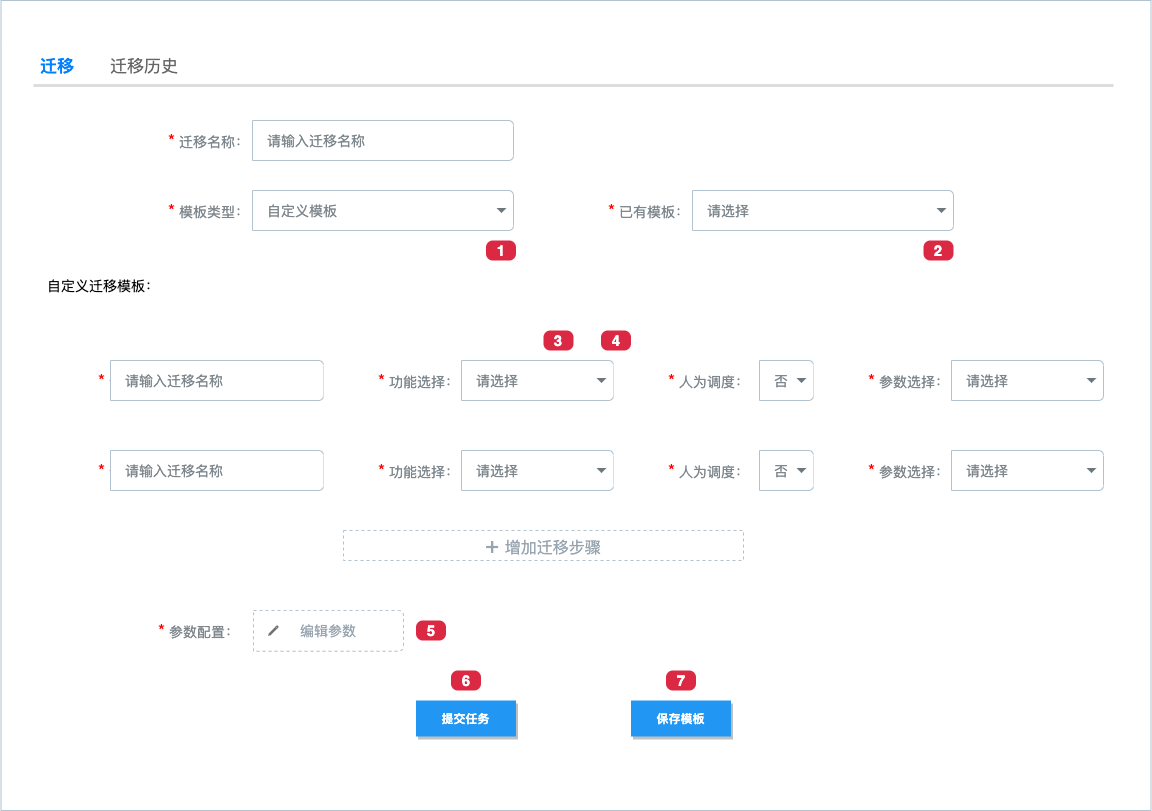 迁移 迁移历史
* 迁移名称: 请输入迁移名称
* 模板类型: 自定义模板 * 已有模板: 请选择
1 2
自定义迁移模板:
3 4
* 请输入迁移名称 * 功能选择: 请选择 * 人为调度: 否 * 参数选择: 请选择
* 请输入迁移名称 * 功能选择: 请选择 * 人为调度: 否 * 参数选择: 请选择
+ 增加迁移步骤
* 参数配置: 编辑参数 5
6 7
提交任务 保存模板